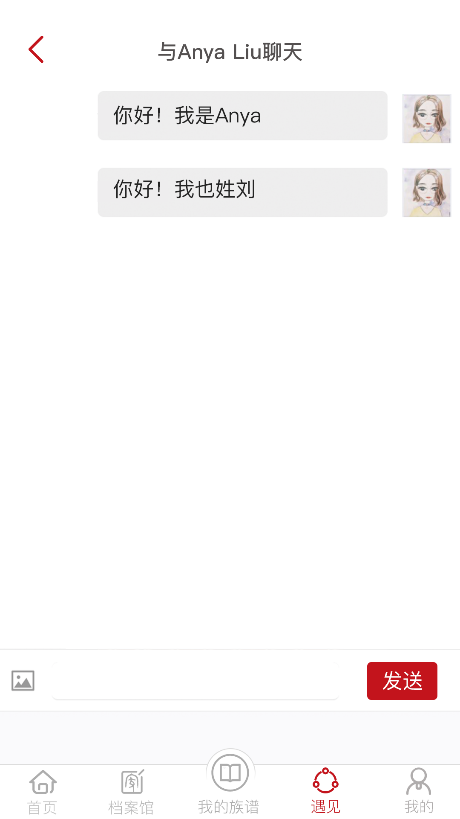 与Anya Liu聊天
你好！我是Anya
你好！我也姓刘
发送
首页
档案馆
我的族谱
遇见
我的